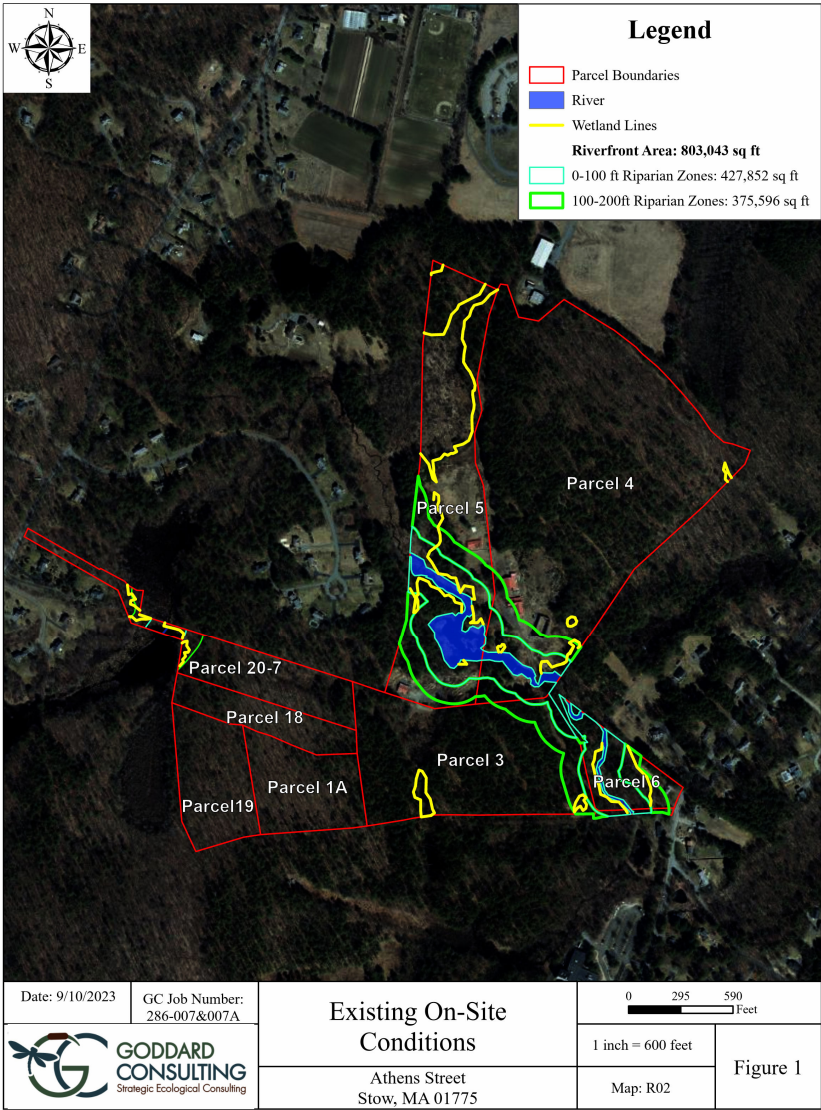 N
W E
S
Legend
Parcel Boundaries
River
Wetland Lines
Riverfront Area: 803,043 sq ft
0-100 ft Riparian Zones: 427,852 sq ft
100-200ft Riparian Zones: 375,596 sq ft
Parcel 4
Parcel 5
Parcel 20-7
Parcel 18
Parcel 3
Parcel 6
Parcel 1A
Parcel19
Date: 9/10/2023
GC Job Number:
286-007&007A
GODDARD
CONSULTING
Strategic Ecological Consulting
Existing On-Site
Conditions
Athens Street
Stow, MA 01775
0 295 590
Feet
1 inch = 600 feet
Map: R02
Figure 1